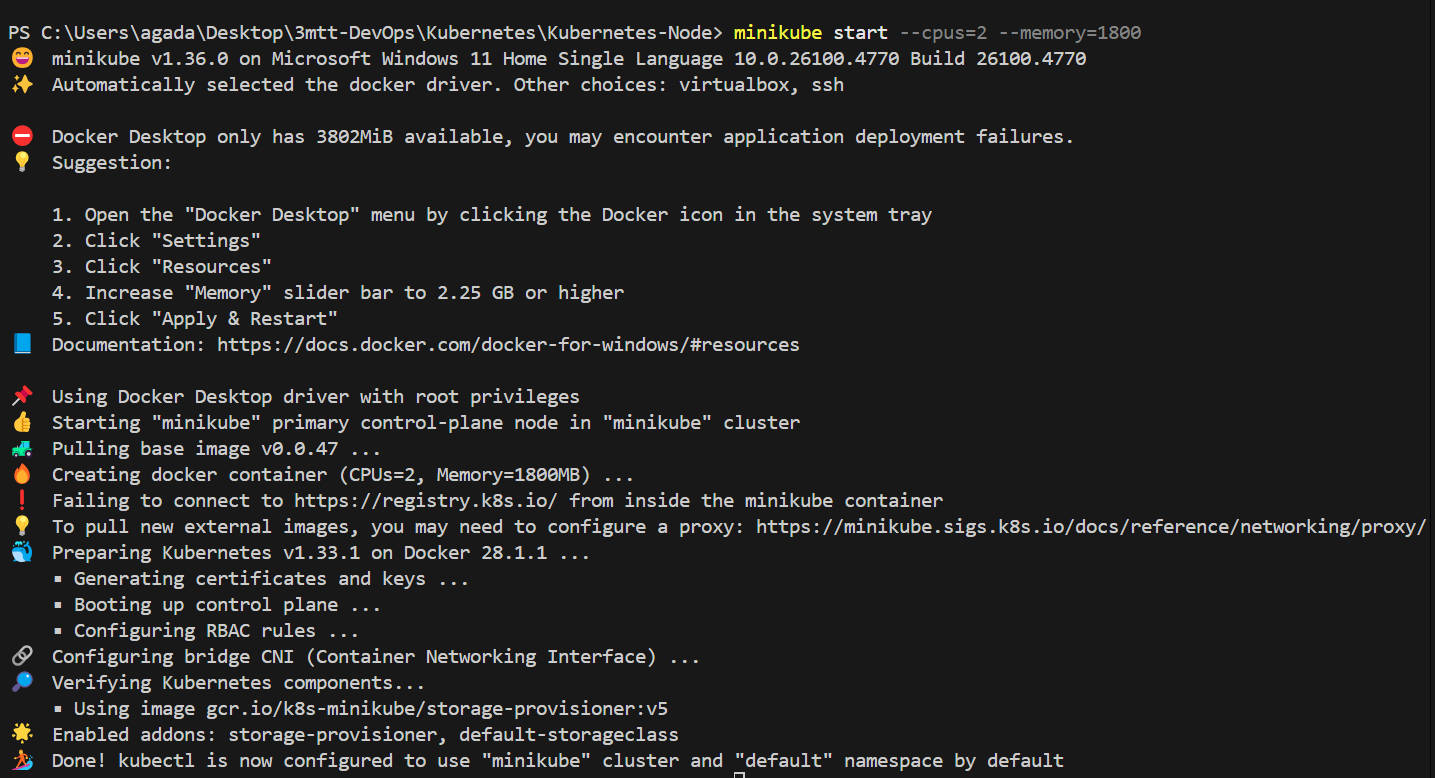 PS C:\Users\agada\Desktop\3mtt-DevOps\Kubernetes\Kubernetes-Node> minikube start --cpus=2 --memory=1800
😄 minikube v1.36.0 on Microsoft Windows 11 Home Single Language 10.0.26100.4770 Build 26100.4770
✨ Automatically selected the docker driver. Other choices: virtualbox, ssh
⛔ Docker Desktop only has 3802MiB available, you may encounter application deployment failures.
💡 Suggestion:
1. Open the "Docker Desktop" menu by clicking the Docker icon in the system tray
2. Click "Settings"
3. Click "Resources"
4. Increase "Memory" slider bar to 2.25 GB or higher
5. Click "Apply & Restart"
📘 Documentation: https://docs.docker.com/docker-for-windows/#resources
📌 Using Docker Desktop driver with root privileges
👍 Starting "minikube" primary control-plane node in "minikube" cluster
🚜 Pulling base image v0.0.47 ...
🔥 Creating docker container (CPUs=2, Memory=1800MB) ...
❗ Failing to connect to https://registry.k8s.io/ from inside the minikube container
💡 To pull new external images, you may need to configure a proxy: https://minikube.sigs.k8s.io/docs/reference/networking/proxy/
🐳 Preparing Kubernetes v1.33.1 on Docker 28.1.1 ...
▪ Generating certificates and keys ...
▪ Booting up control plane ...
▪ Configuring RBAC rules ...
🔗 Configuring bridge CNI (Container Networking Interface) ...
🔎 Verifying Kubernetes components...
▪ Using image gcr.io/k8s-minikube/storage-provisioner:v5
🌟 Enabled addons: storage-provisioner, default-storageclass
🏄 Done! kubectl is now configured to use "minikube" cluster and "default" namespace by default